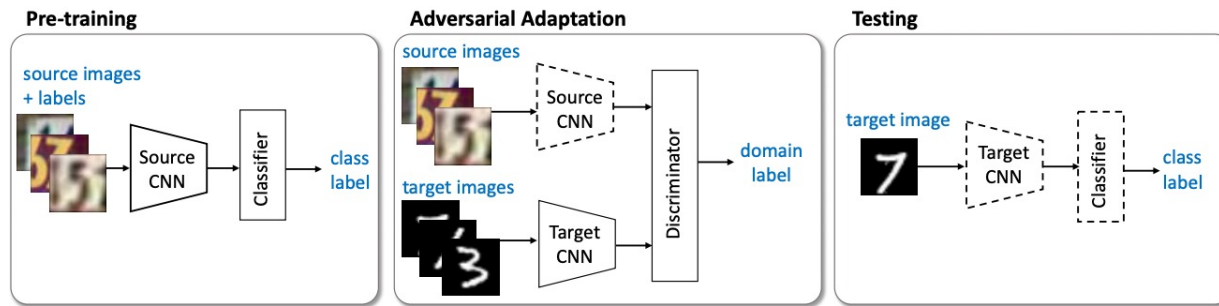 Pre-training
source images
+ labels
Source
CNN
Classifier
class
label
Adversarial Adaptation
source images
Source
CNN
target images
Target
CNN
Discriminator
domain
label
Testing
target image
7
Target
CNN
Classifier
class
label